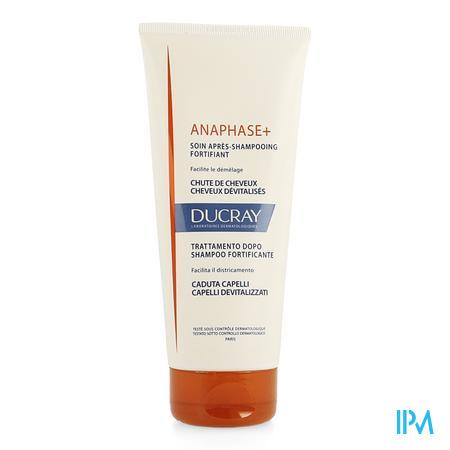 ANAPHASE+
SOIN APRÈS-SHAMPOOING
FORTIFIANT
Facilite le démêlage
CHUTE DE CHEVEUX
CHEVEUX DÉVITALISÉS
DUCRAY
LABORATOIRES DERMATOLOGIQUES
TRATTAMENTO DOPO
SHAMPOO FORTIFICANTE
Facilita il districamento
CADUTA CAPELLI
CAPELLI DEVITALIZZATI
TESTÉ SOUS CONTRÔLE DERMATOLOGIQUE
TESTATO SOTTO CONTROLLO DERMATOLOGICO
PARIS
IPM